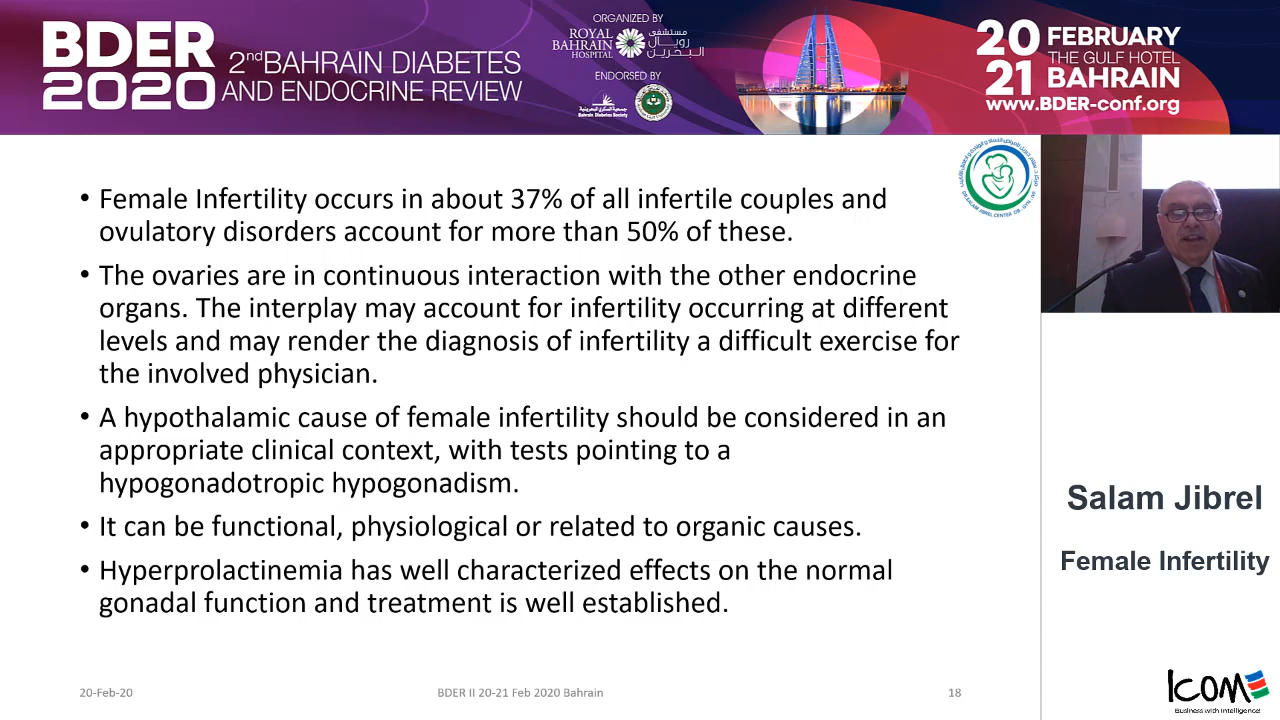 BDER
2020
2nd BAHRAIN DIABETES
AND ENDOCRINE REVIEW
ORGANIZED BY
ROYAL
BAHRAIN
HOSPITAL
مستشفى
رويال
البحرين
ENDORSED BY
Bahrain Diabetes Society
20
21
FEBRUARY
THE GULF HOTEL
BAHRAIN
www.BDER-conf.org
• Female Infertility occurs in about 37% of all infertile couples and
ovulatory disorders account for more than 50% of these.
• The ovaries are in continuous interaction with the other endocrine
organs. The interplay may account for infertility occurring at different
levels and may render the diagnosis of infertility a difficult exercise for
the involved physician.
• A hypothalamic cause of female infertility should be considered in an
appropriate clinical context, with tests pointing to a
hypogonadotropic hypogonadism.
• It can be functional, physiological or related to organic causes.
• Hyperprolactinemia has well characterized effects on the normal
gonadal function and treatment is well established.
Salam Jibrel
Female Infertility
20-Feb-20
BDER II 20-21 Feb 2020 Bahrain
18
Icom
Business with Intelligence!